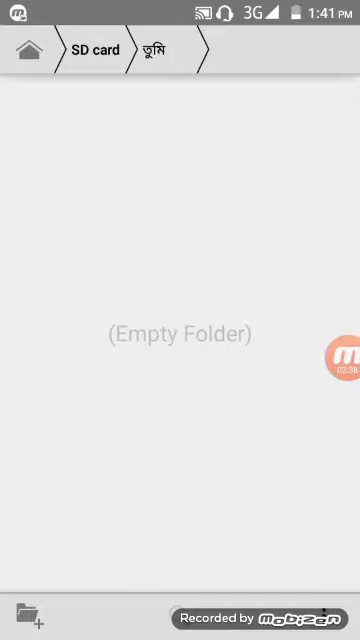 3G 1:41 PM
SD card তুমি
(Empty Folder)
02:38
Recorded by mobizen